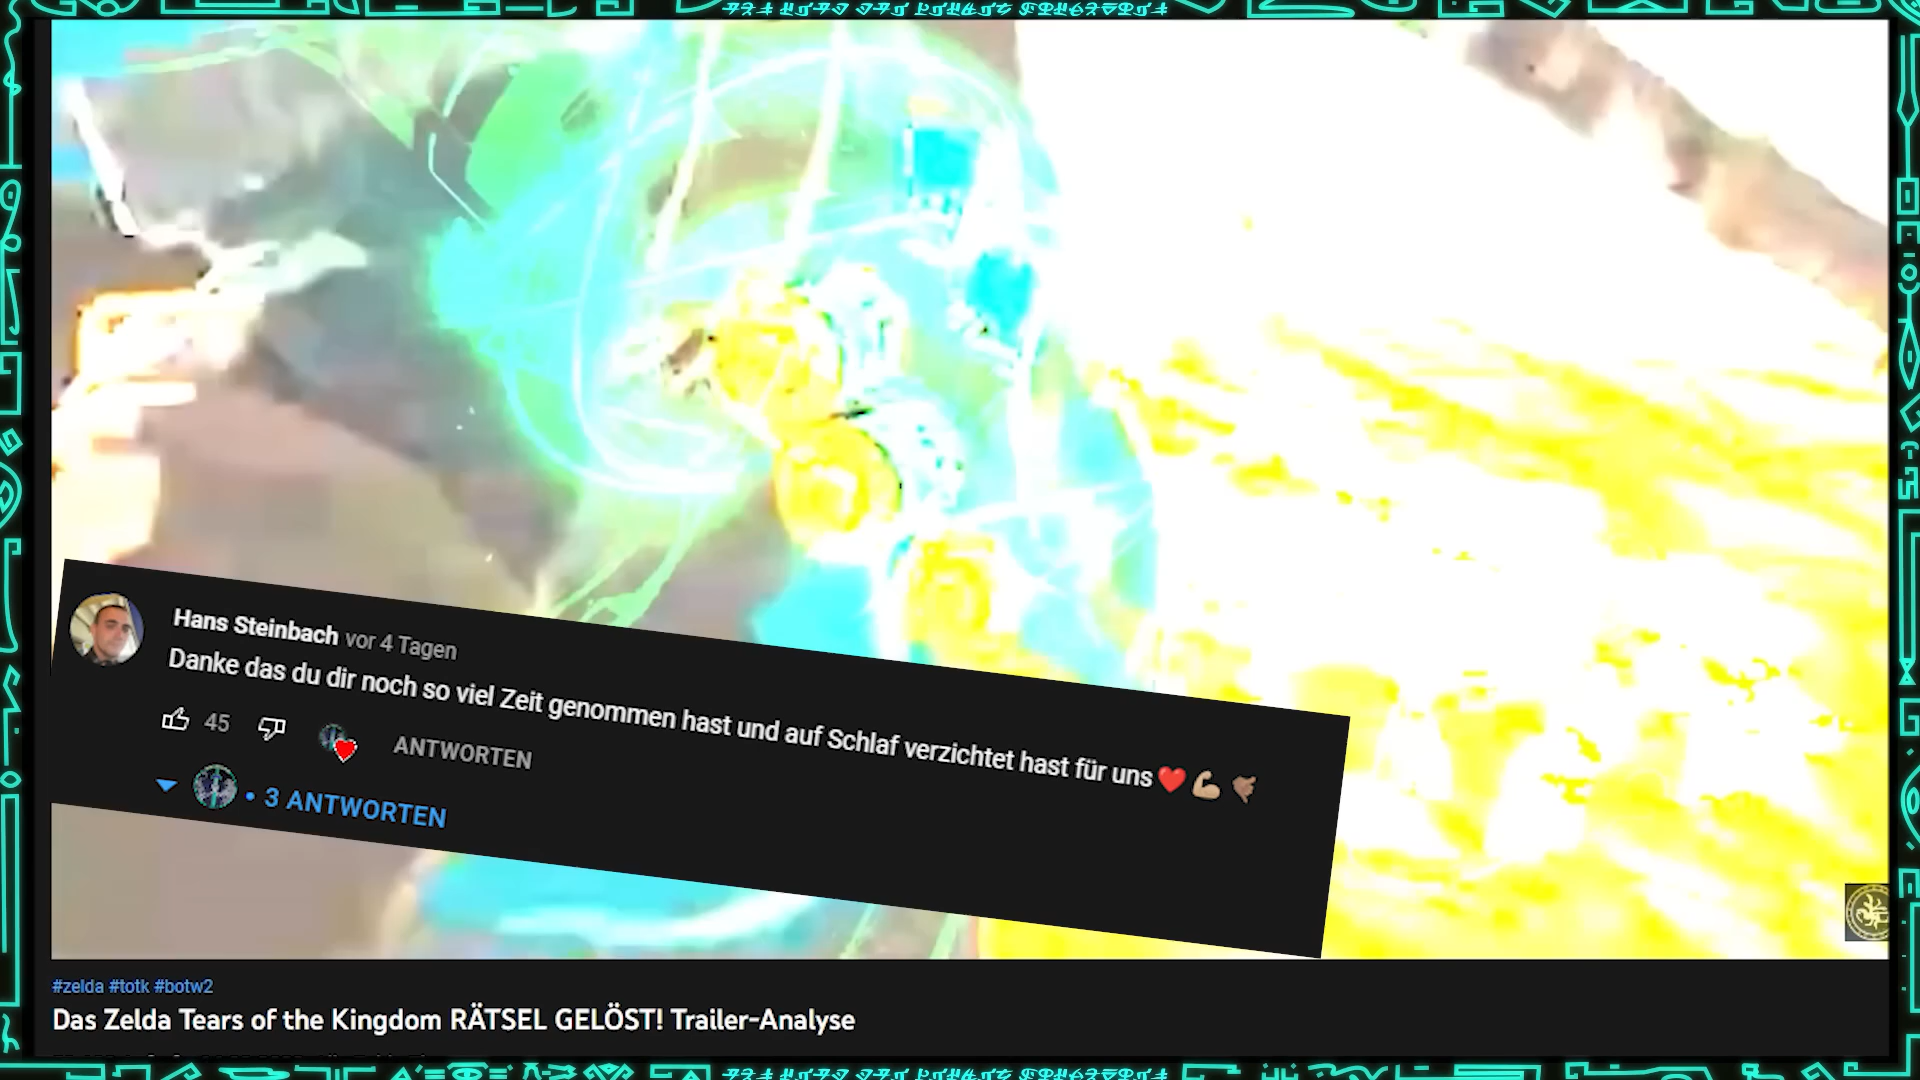 Hans Steinbach vor 4 Tagen
Danke das du dir noch so viel Zeit genommen hast und auf Schlaf verzichtet hast für uns❤️💪🏼🤙🏽
45
ANTWORTEN
• 3 ANTWORTEN
#zelda #totk #botw2
Das Zelda Tears of the Kingdom RÄTSEL GELÖST! Trailer-Analyse